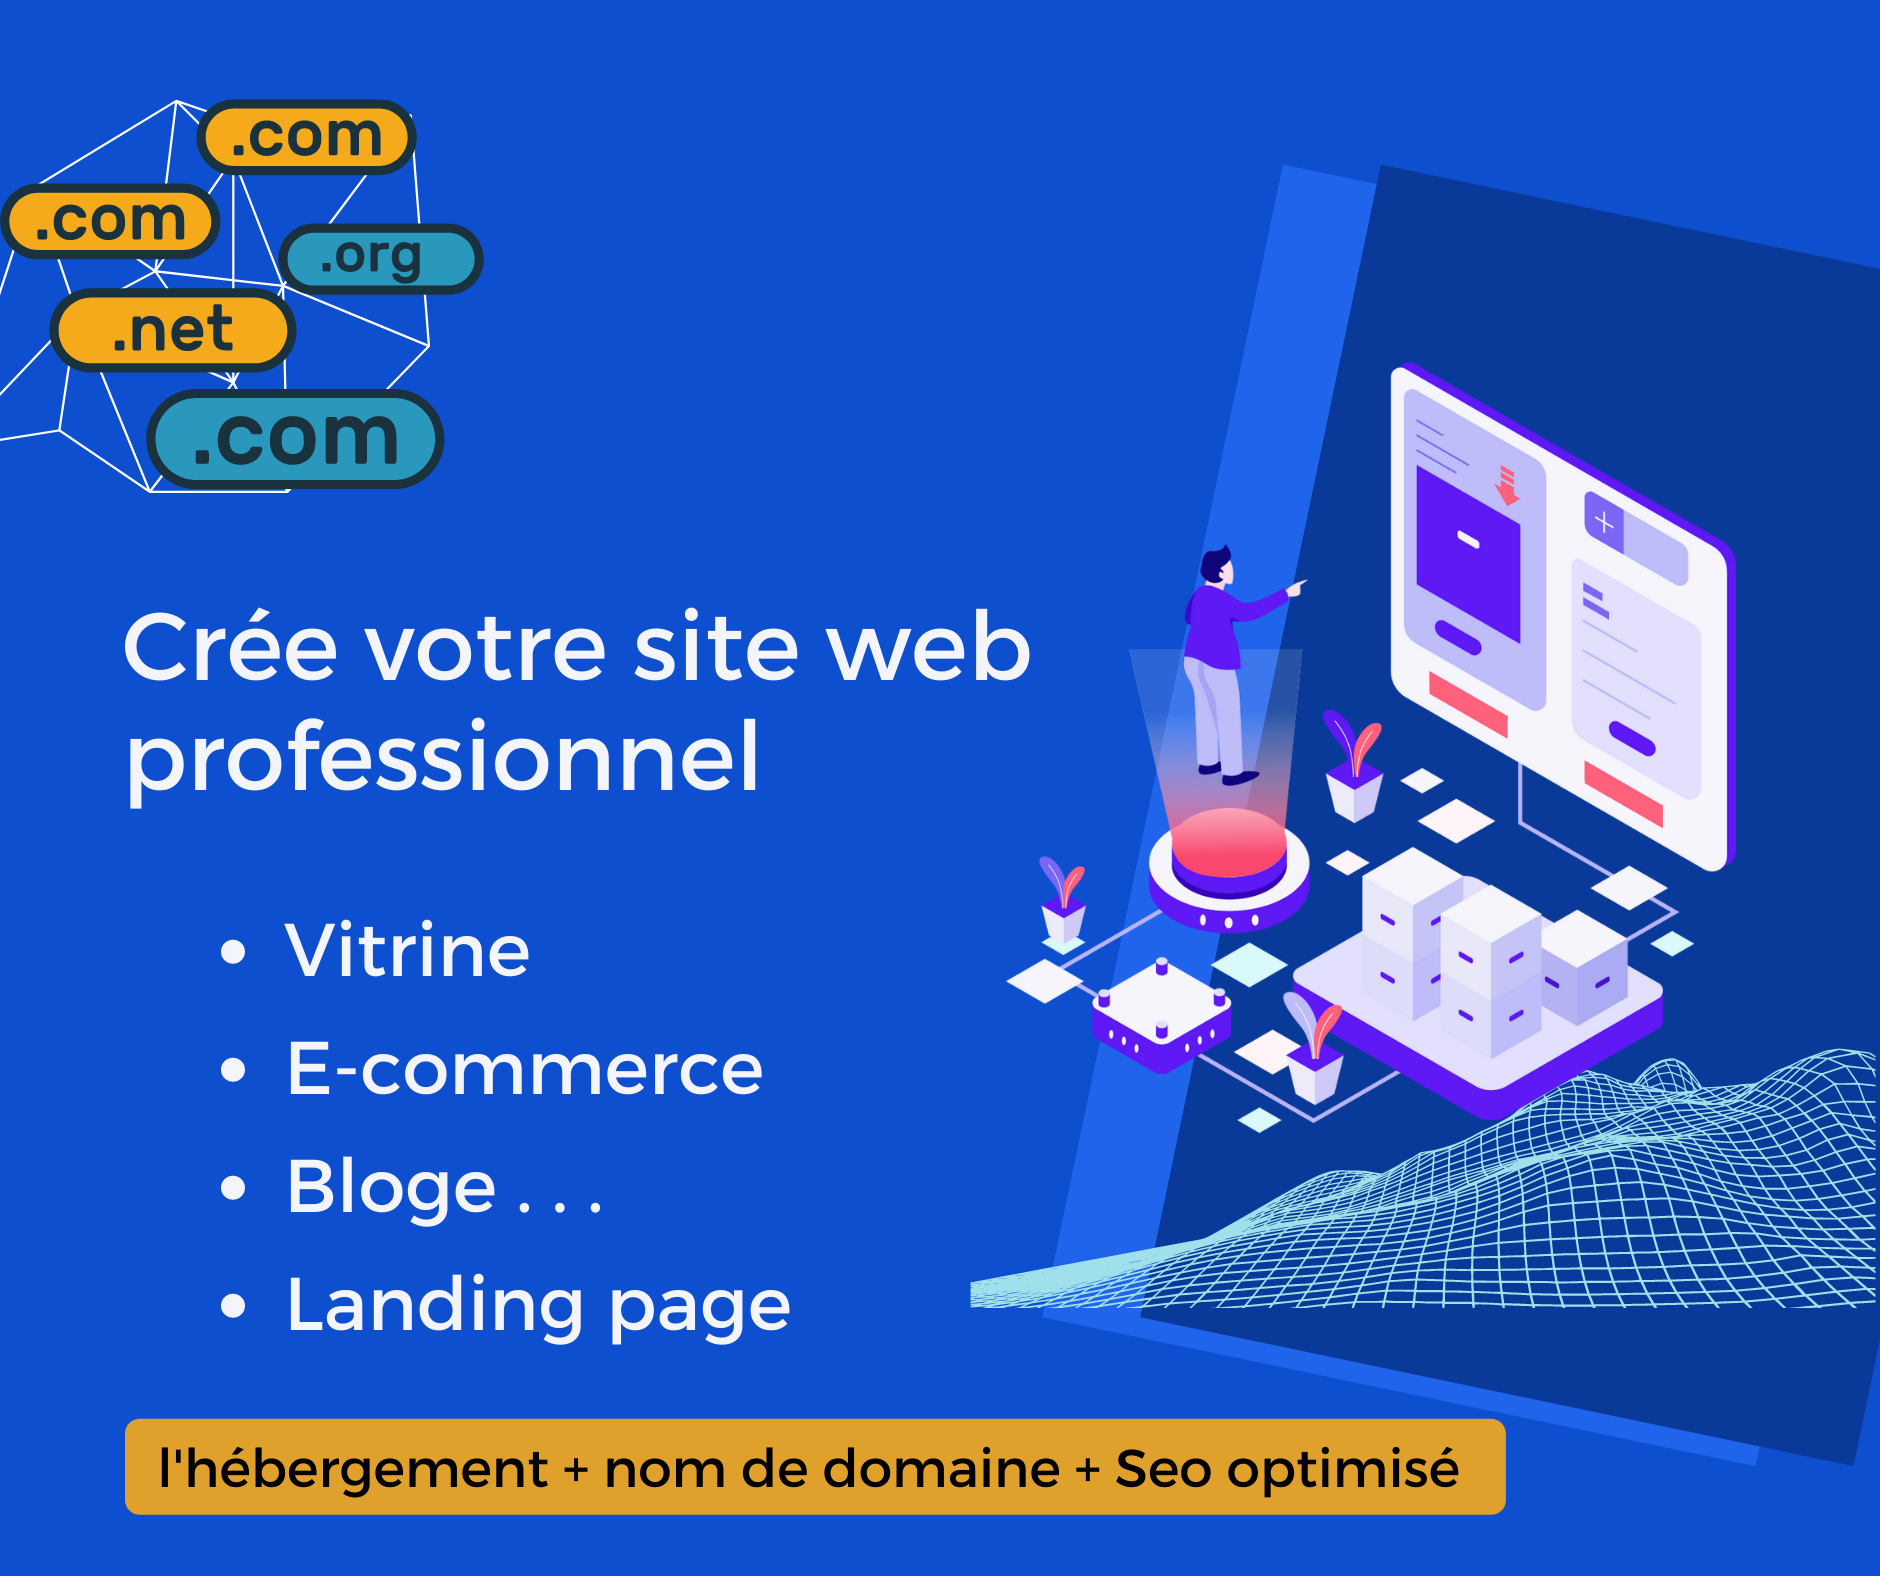 .com
.com
.org
.net
.com
Crée votre site web
professionnel
• Vitrine
• E-commerce
• Bloge . . .
• Landing page
l'hébergement + nom de domaine + Seo optimisé